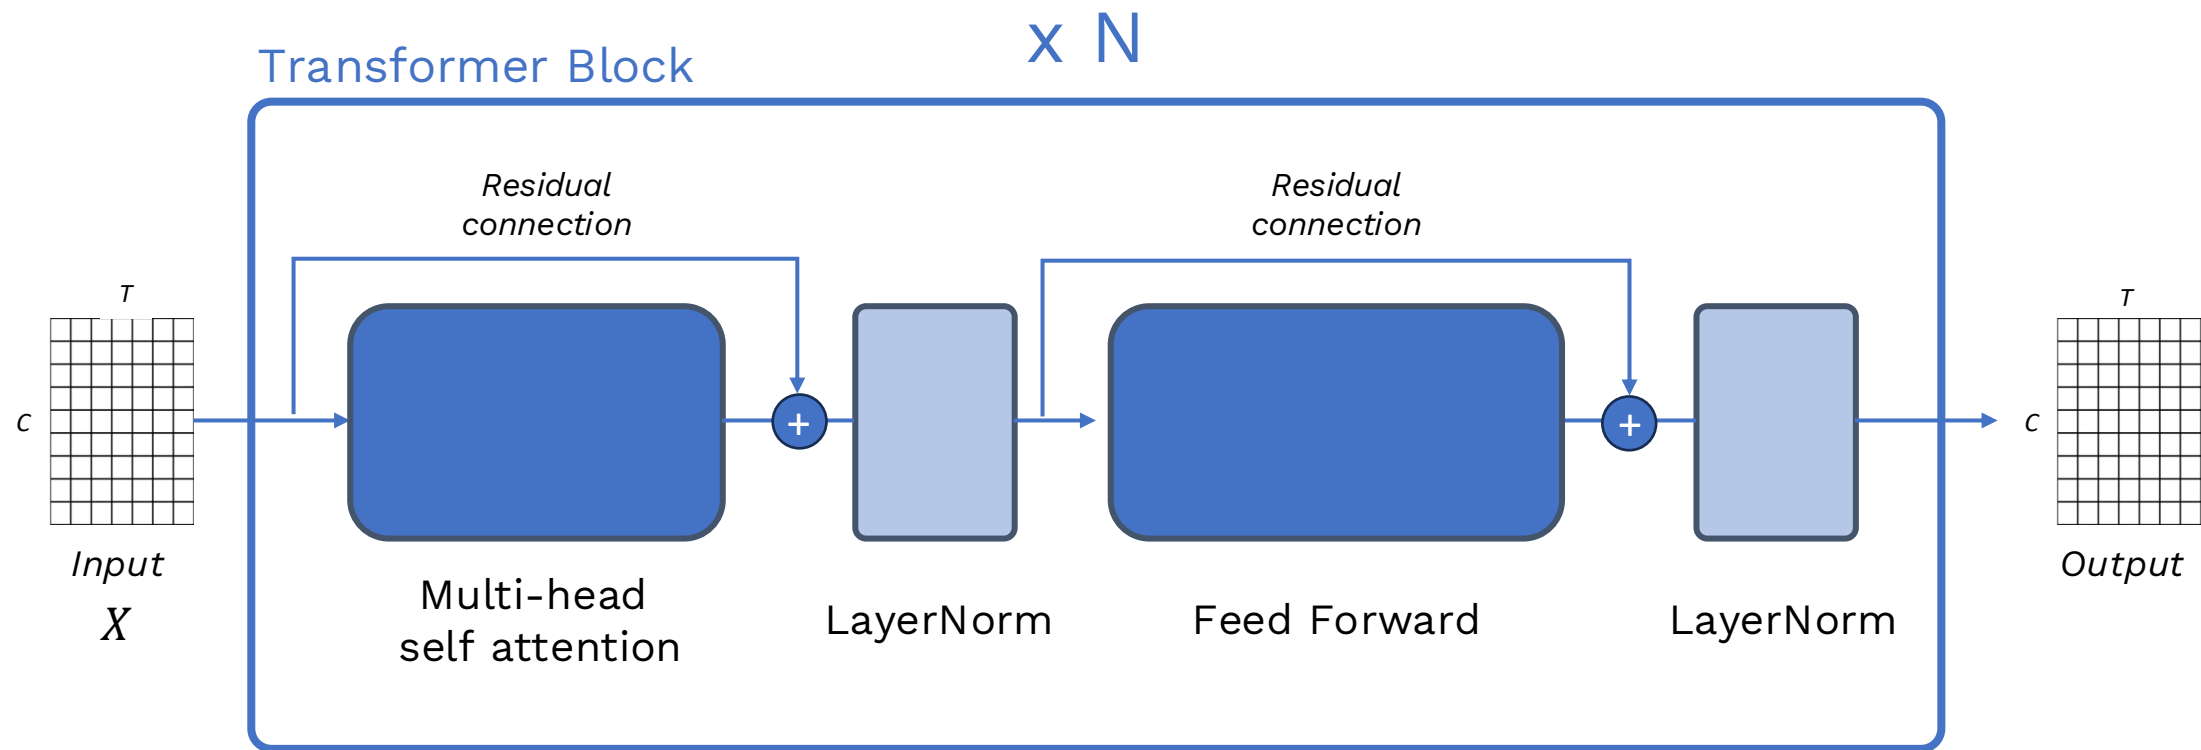 x N
Transformer Block
Residual
connection
Residual
connection
T
T
C
C
+
+
Input
X
Output
Multi-head
self attention
LayerNorm
Feed Forward
LayerNorm